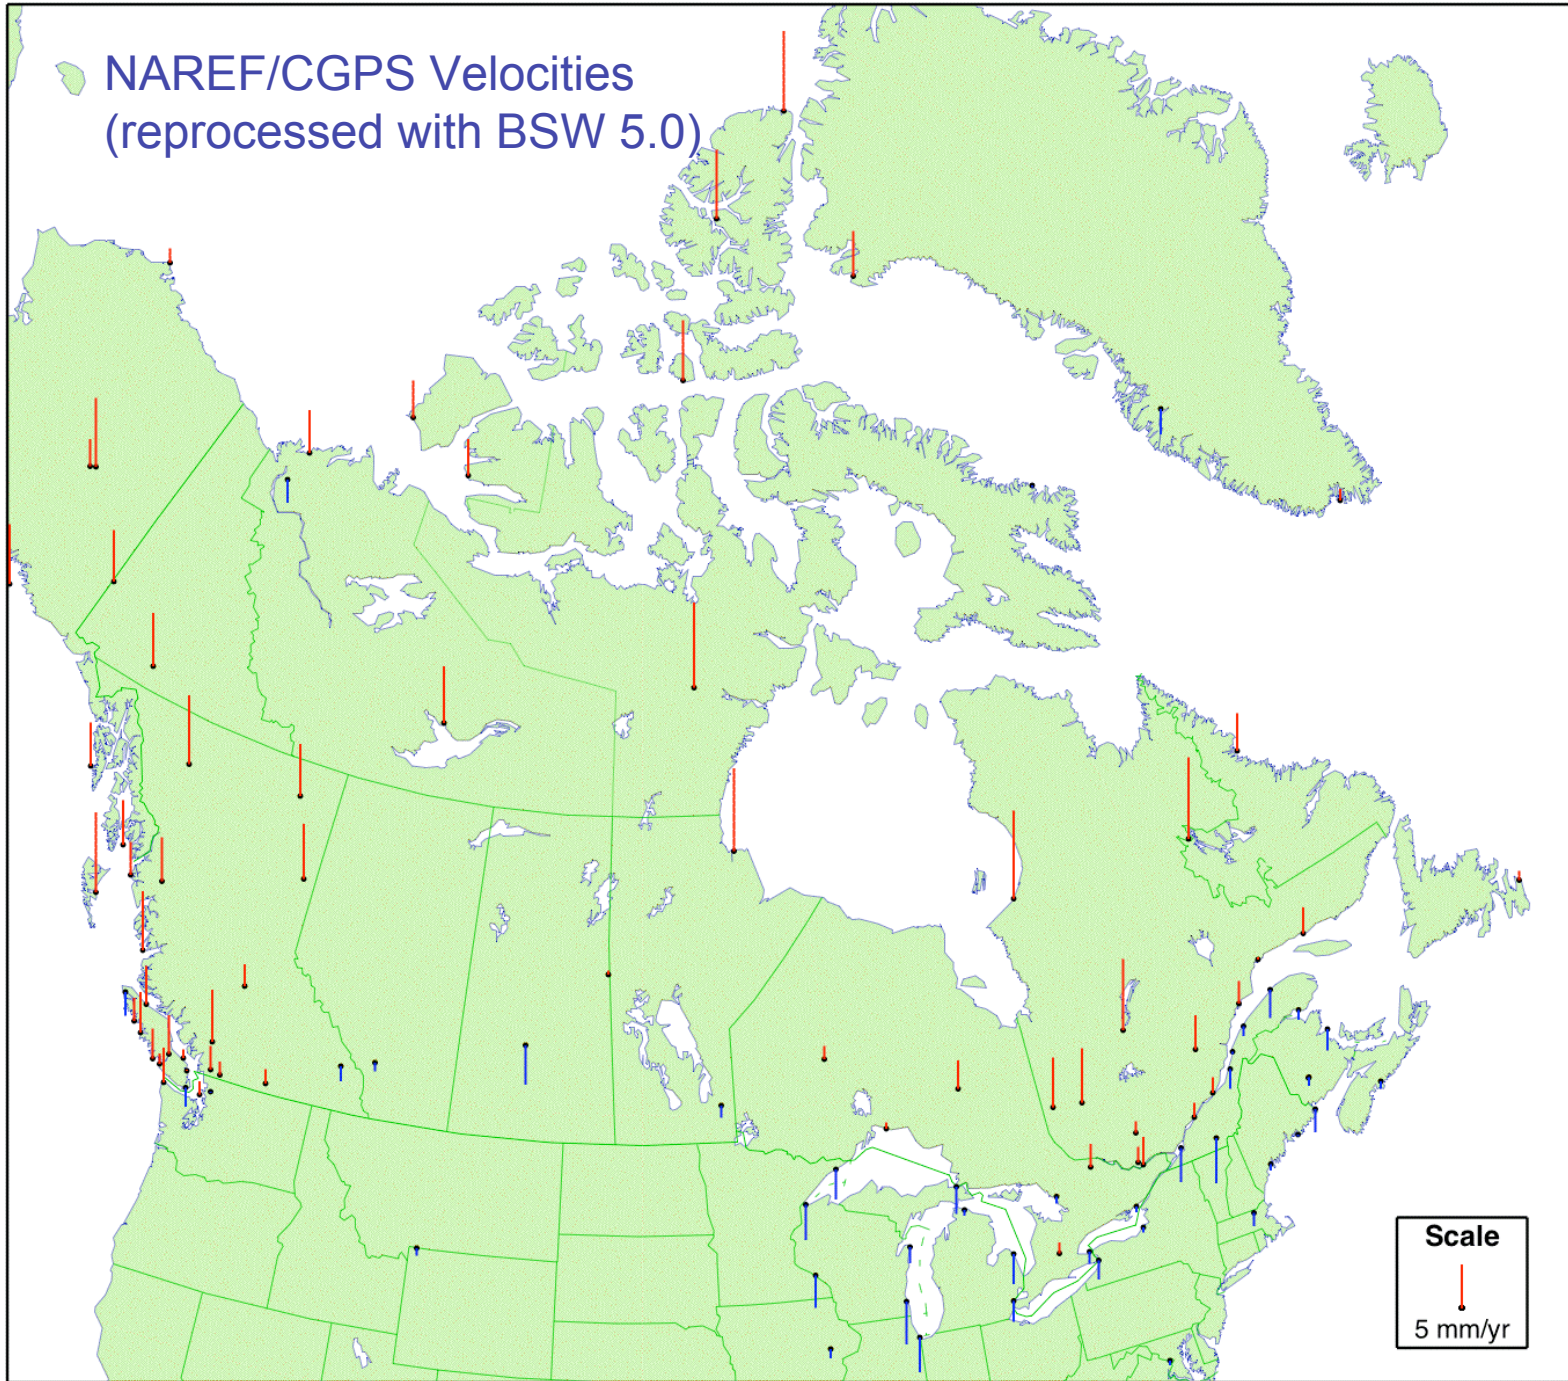 NAREF/CGPS Velocities
(reprocessed with BSW 5.0)
Scale
5 mm/yr